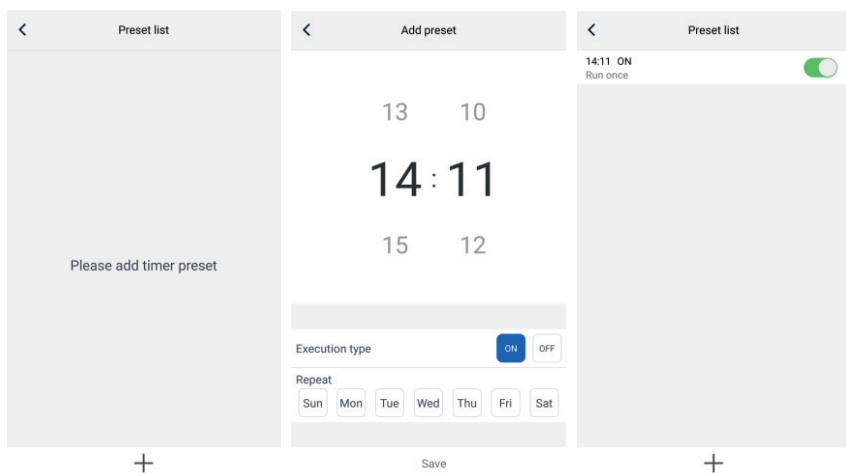 Preset list
Please add timer preset
Add preset
13 10
14 : 11
15 12
Execution type ON OFF
Repeat
Sun Mon Tue Wed Thu Fri Sat
Save
Preset list
14:11 ON
Run once